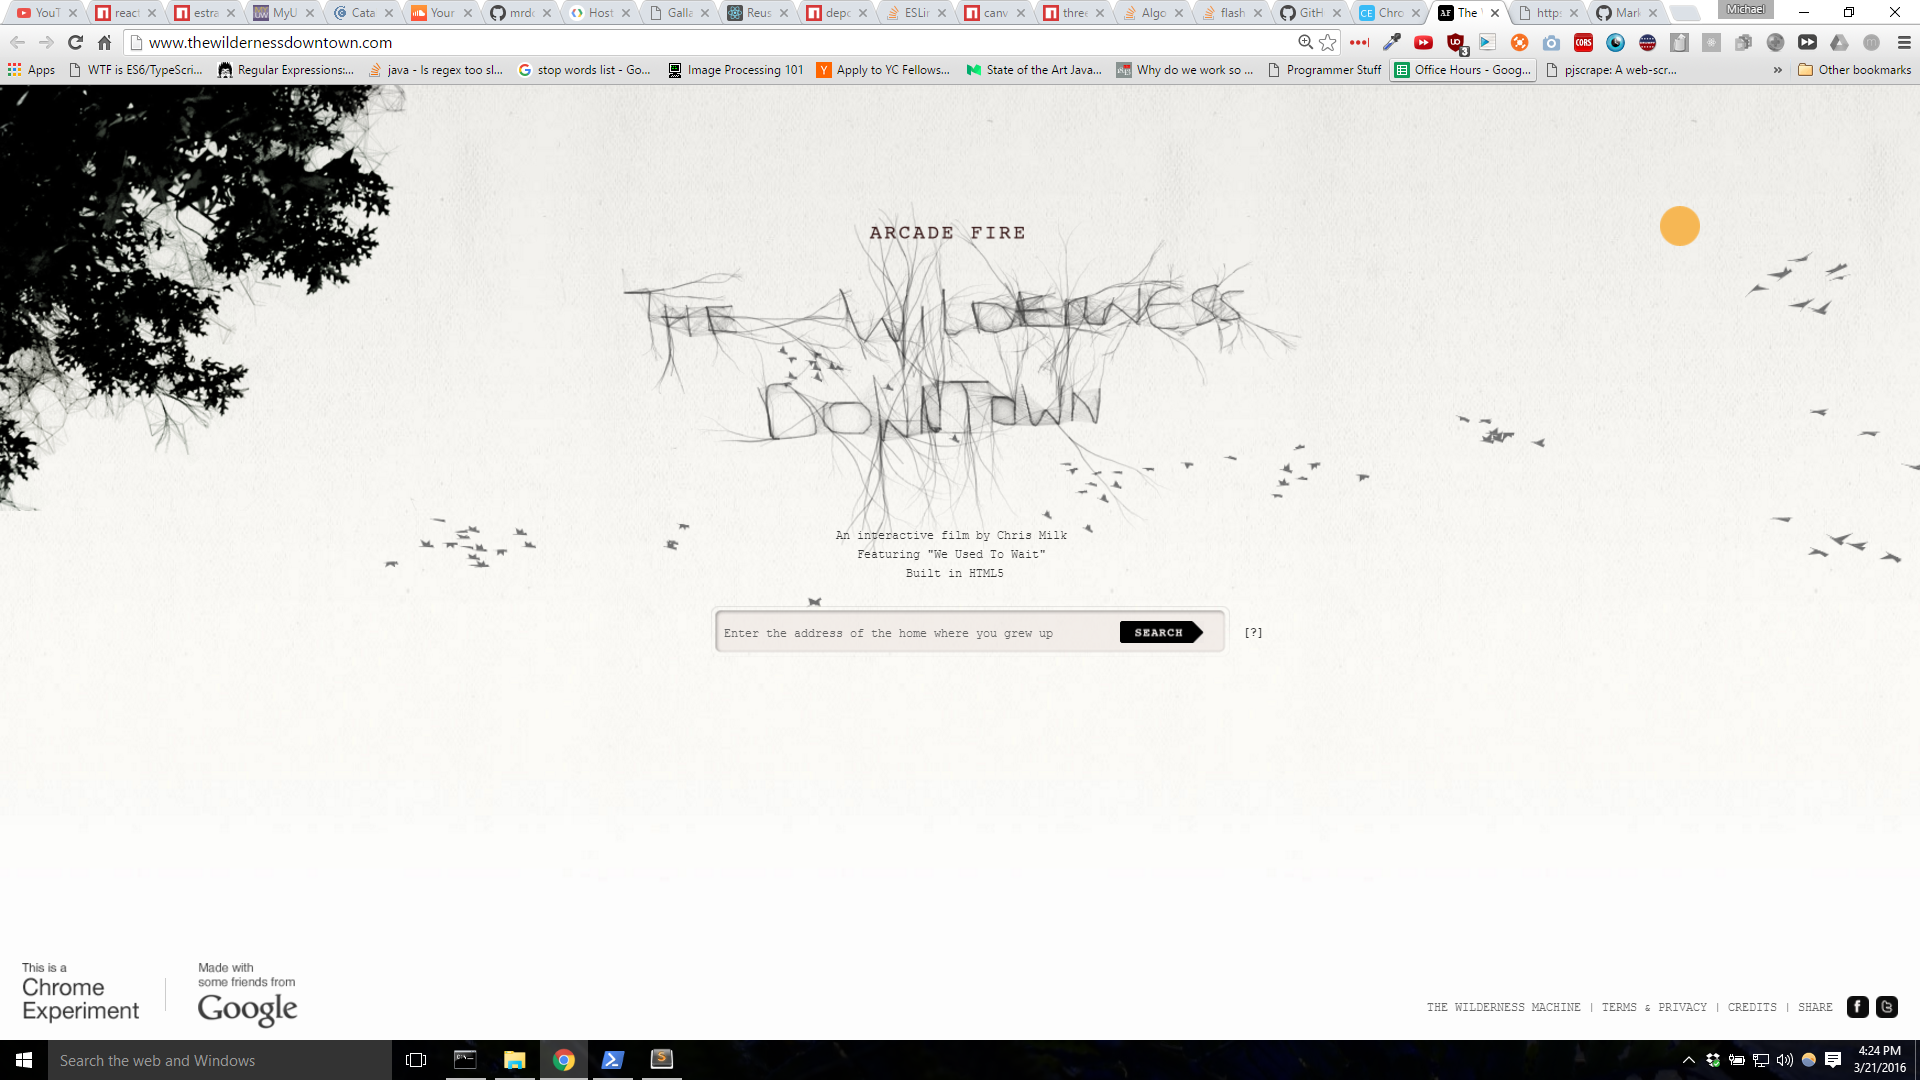 YouT
react
estra
MyU
Cata
Your
mrdo
Host
Galla
Reus
depo
ESLin
canv
three
Algo
flash
GitH
Chro
The
https
Mark
Michael
www.thewildernessdowntown.com
Apps
WTF is ES6/TypeScri...
Regular Expressions:...
java - Is regex too sl...
stop words list - Go...
Image Processing 101
Apply to YC Fellows...
State of the Art Java...
Why do we work so ...
Programmer Stuff
Office Hours - Goog...
pjscrape: A web-scr...
»
Other bookmarks
ARCADE FIRE
THE WILDERNESS
DOWNTOWN
An interactive film by Chris Milk
Featuring "We Used To Wait"
Built in HTML5
Enter the address of the home where you grew up
SEARCH
[?]
This is a
Chrome
Experiment
Made with
some friends from
Google
THE WILDERNESS MACHINE | TERMS & PRIVACY | CREDITS | SHARE
Search the web and Windows
4:24 PM
3/21/2016